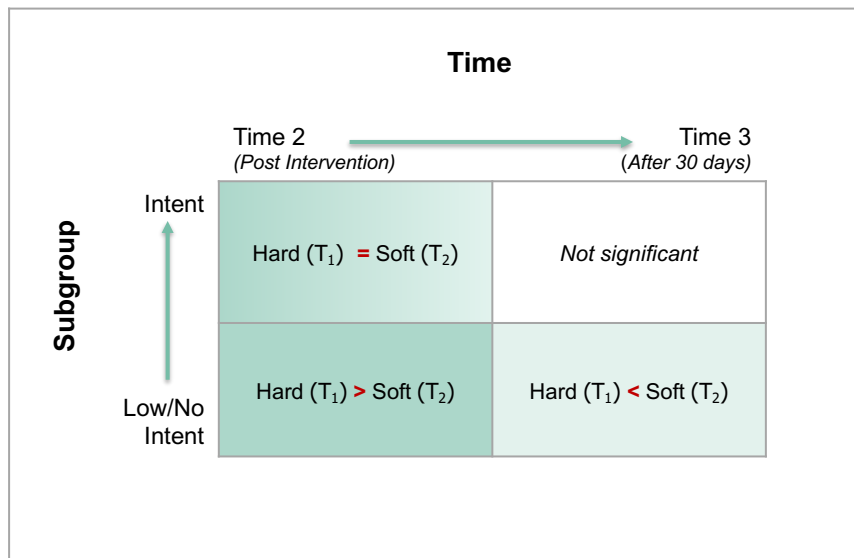 Time
Time 2
(Post Intervention)
Time 3
(After 30 days)
Subgroup
Intent
Hard (T₁) = Soft (T₂)
Not significant
Low/No
Intent
Hard (T₁) > Soft (T₂)
Hard (T₁) < Soft (T₂)